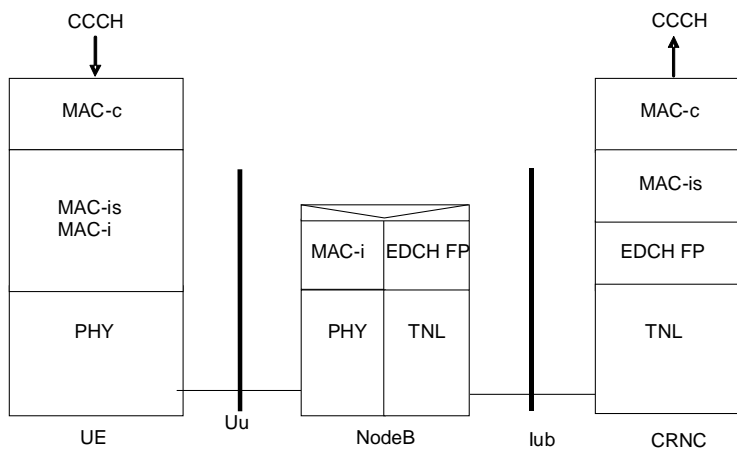 CCCH
CCCH
MAC-c
MAC-c
MAC-is
MAC-i
MAC-is
MAC-i
EDCH FP
EDCH FP
PHY
PHY
TNL
TNL
UE
Uu
NodeB
Iub
CRNC